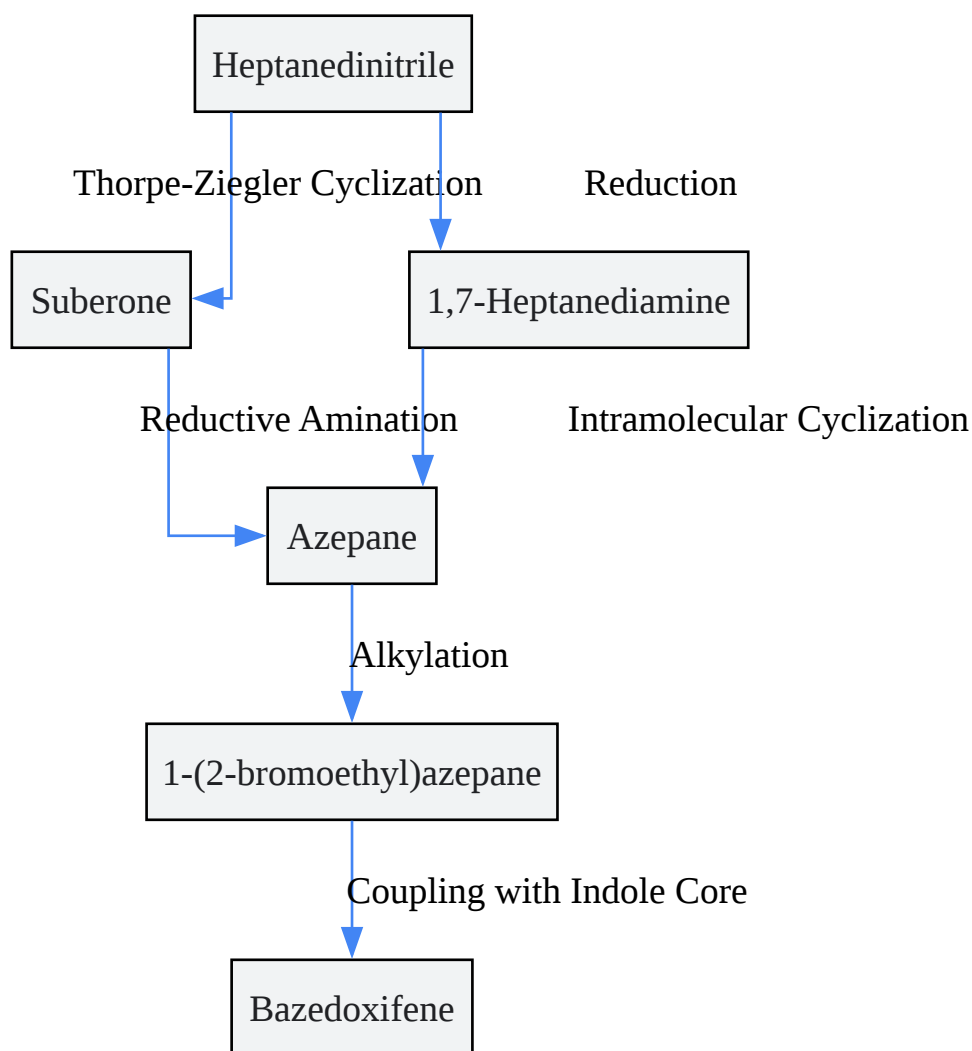 Heptanedinitrile
Thorpe-Ziegler Cyclization
Reduction
Suberone
1,7-Heptanediamine
Reductive Amination
Intramolecular Cyclization
Azepane
Alkylation
1-(2-bromoethyl)azepane
Coupling with Indole Core
Bazedoxifene